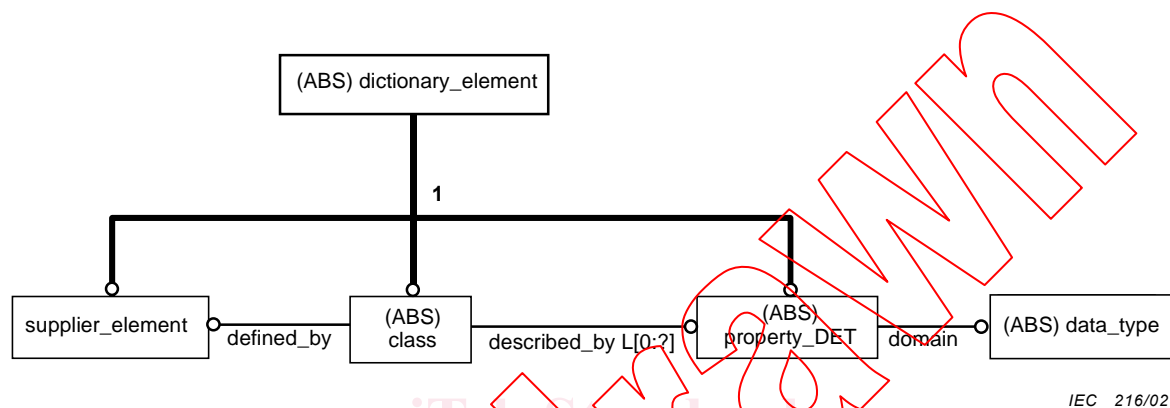 (ABS) dictionary_element
1
supplier_element
defined_by
(ABS)
class
described_by L[0:?]
(ABS)
property_DET
domain
(ABS) data_type
IEC 216/02